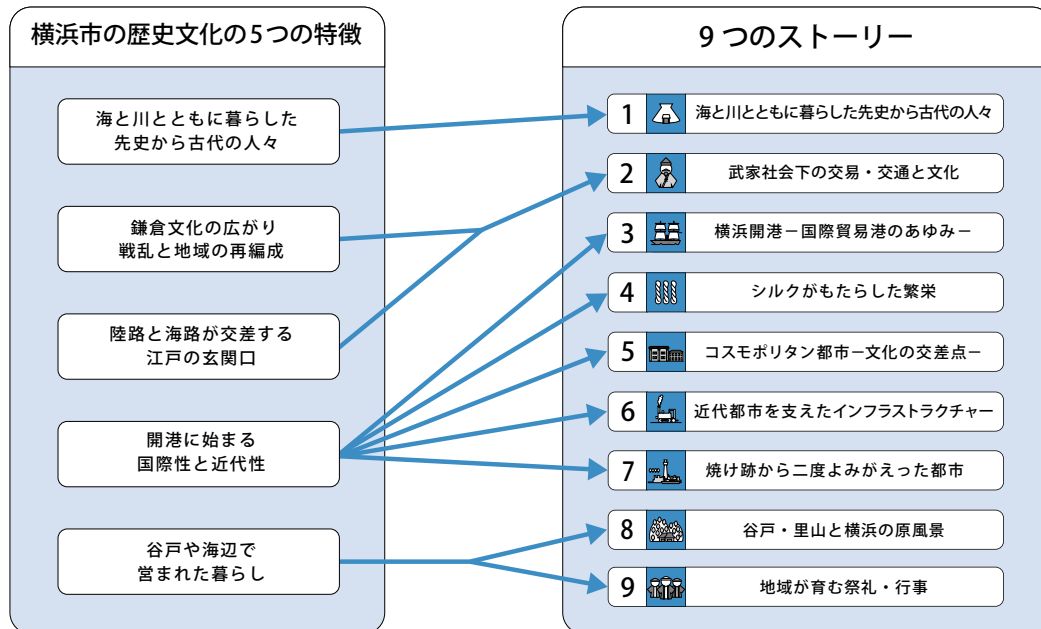 横浜市の歴史文化の5つの特徴
海と川とともに暮らした
先史から古代の人々
鎌倉文化の広がり
戦乱と地域の再編成
陸路と海路が交差する
江戸の玄関口
開港に始まる
国際性と近代性
谷戸や海辺で
営まれた暮らし
9つのストーリー
1 海と川とともに暮らした先史から古代の人々
2 武家社会下の交易・交通と文化
3 横浜開港－国際貿易港のあゆみ－
4 シルクがもたらした繁栄
5 コスモポリタン都市－文化の交差点－
6 近代都市を支えたインフラストラクチャー
7 焼け跡から二度よみがえった都市
8 谷戸・里山と横浜の原風景
9 地域が育む祭礼・行事